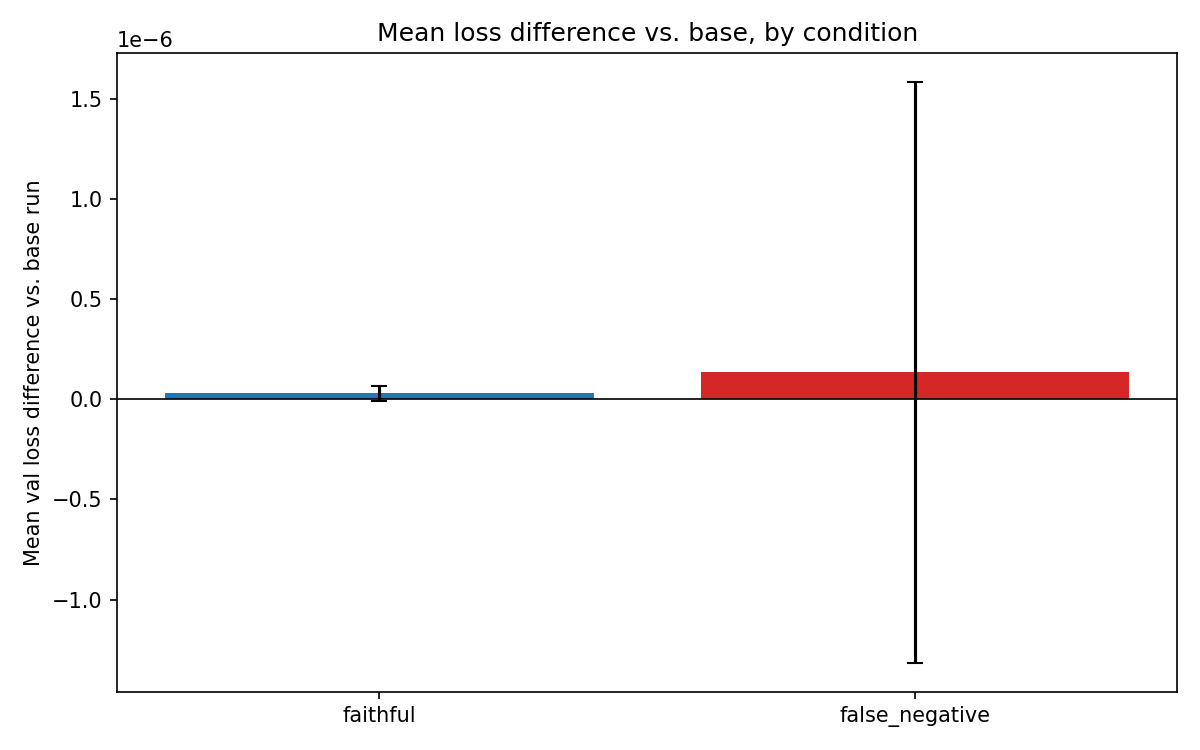 Mean loss difference vs. base, by condition
1e−6
Mean val loss difference vs. base run
1.5
1.0
0.5
0.0
−0.5
−1.0
faithful
false_negative